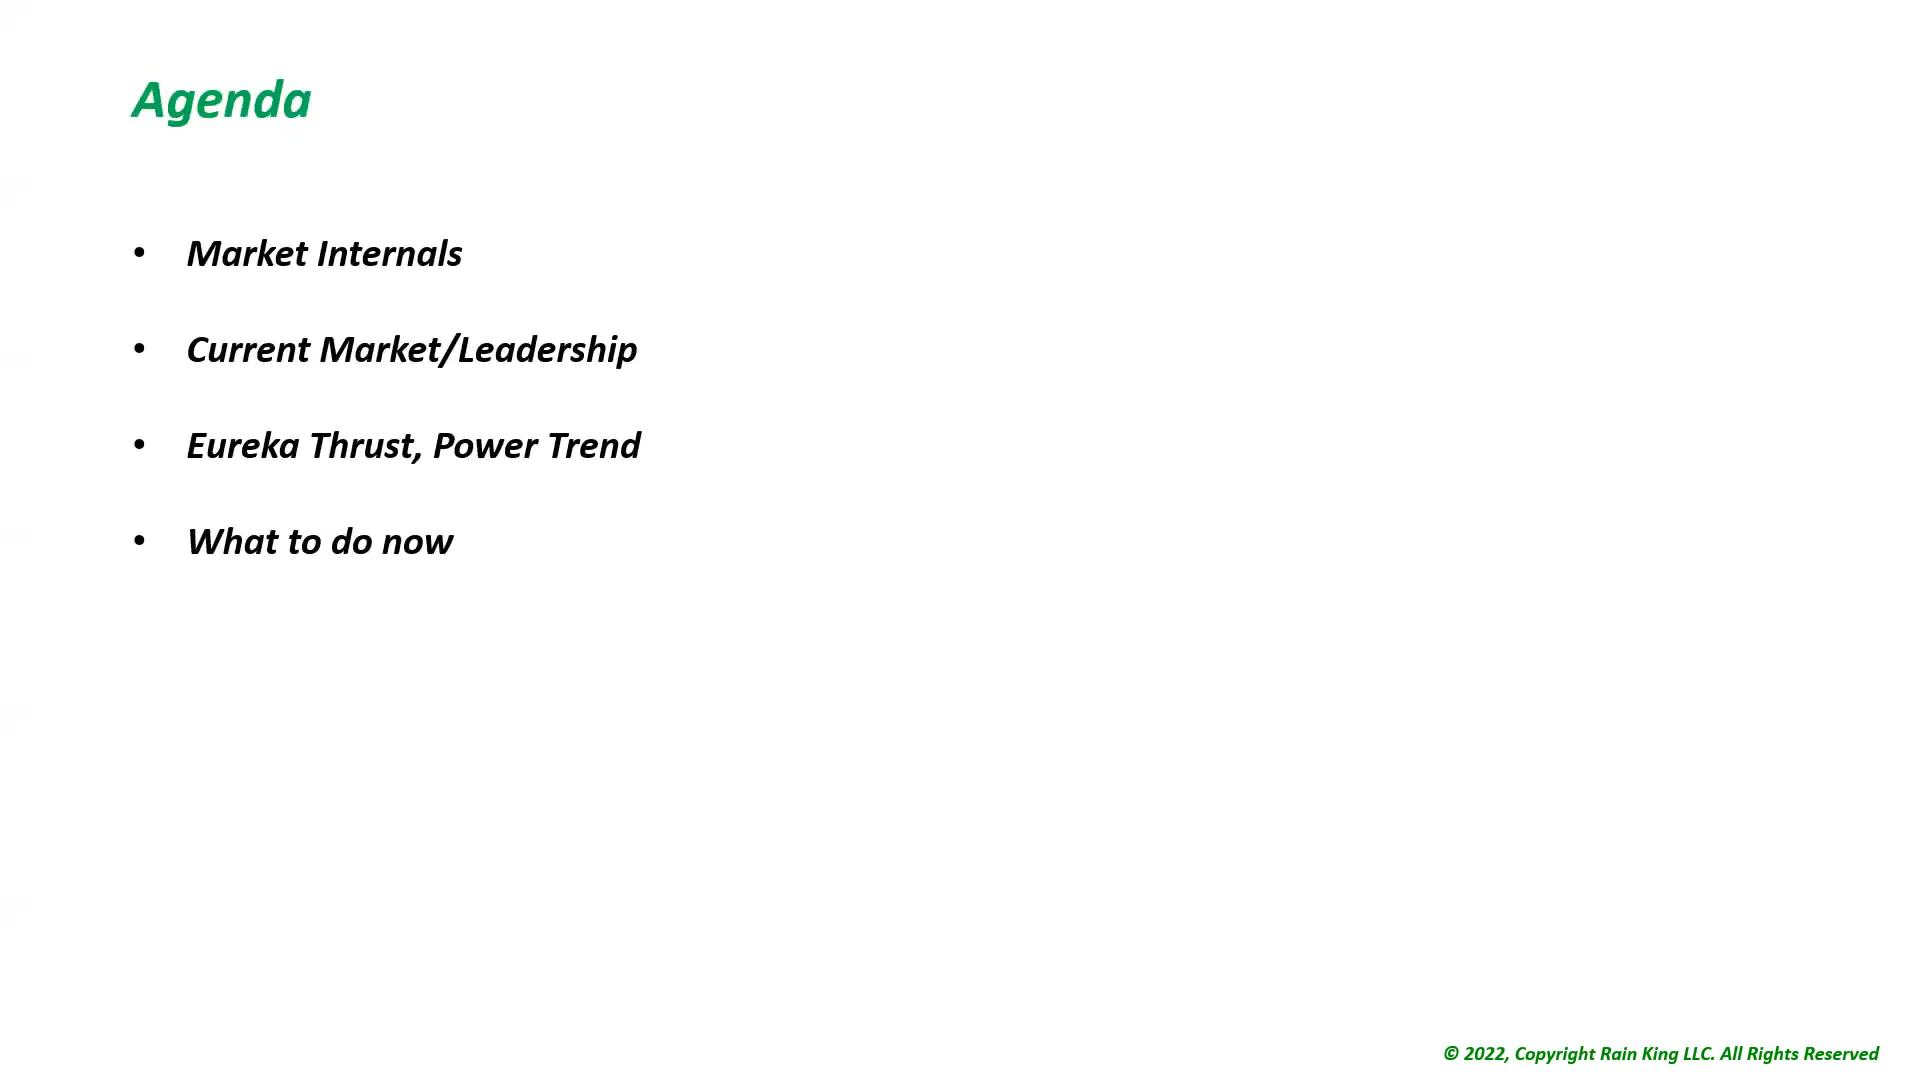 Agenda
• Market Internals
• Current Market/Leadership
• Eureka Thrust, Power Trend
• What to do now
© 2022, Copyright Rain King LLC. All Rights Reserved